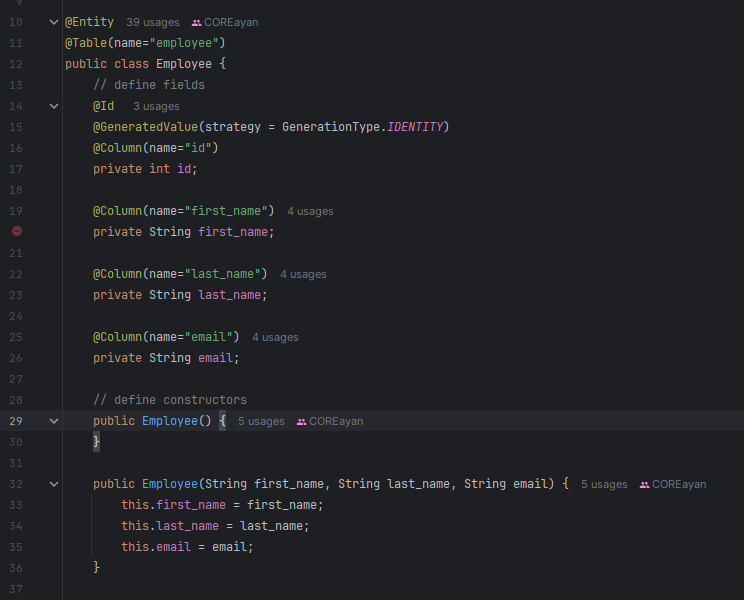 9
10 @Entity 39 usages COREayan
11 @Table(name="employee")
12 public class Employee {
13 // define fields
14 @Id 3 usages
15 @GeneratedValue(strategy = GenerationType.IDENTITY)
16 @Column(name="id")
17 private int id;
18
19 @Column(name="first_name") 4 usages
private String first_name;
21
22 @Column(name="last_name") 4 usages
23 private String last_name;
24
25 @Column(name="email") 4 usages
26 private String email;
27
28 // define constructors
29 public Employee() { 5 usages COREayan
30 }
31
32 public Employee(String first_name, String last_name, String email) { 5 usages COREayan
33 this.first_name = first_name;
34 this.last_name = last_name;
35 this.email = email;
36 }
37